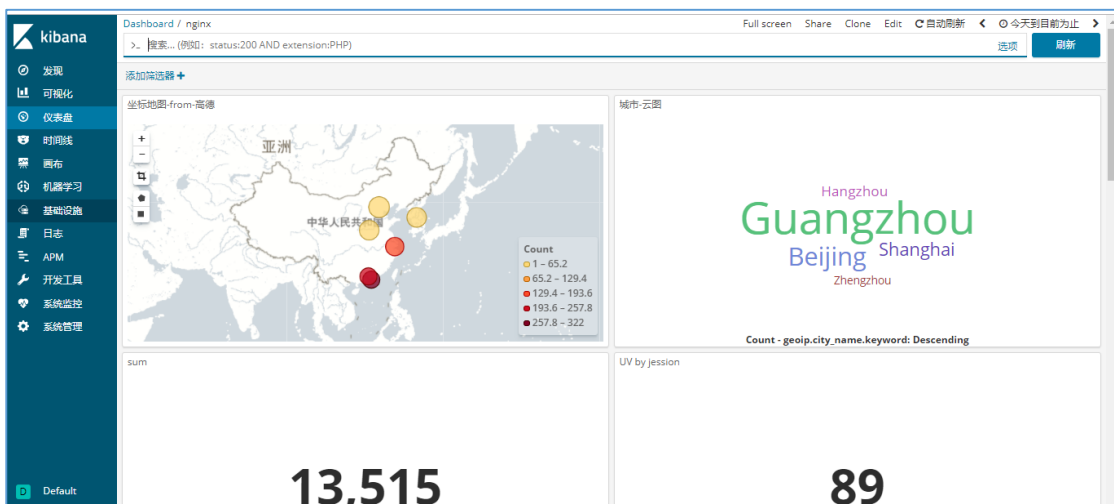 kibana
发现
可视化
仪表盘
时间线
画布
机器学习
基础设施
日志
APM
开发工具
系统监控
系统管理
D Default
Dashboard / nginx
Full screen Share Clone Edit C自动刷新 < 今天到目前为止 >
>_ 搜索... (例如: status:200 AND extension:PHP) 选项 刷新
添加筛选器 +
坐标地图-from-高德
+
−
亚洲
中华人民共和国
Count
1 – 65.2
65.2 – 129.4
129.4 – 193.6
193.6 – 257.8
257.8 – 322
城市-云图
Hangzhou
Guangzhou
Beijing Shanghai
Zhengzhou
Count - geoip.city_name.keyword: Descending
sum
13,515
UV by jession
89